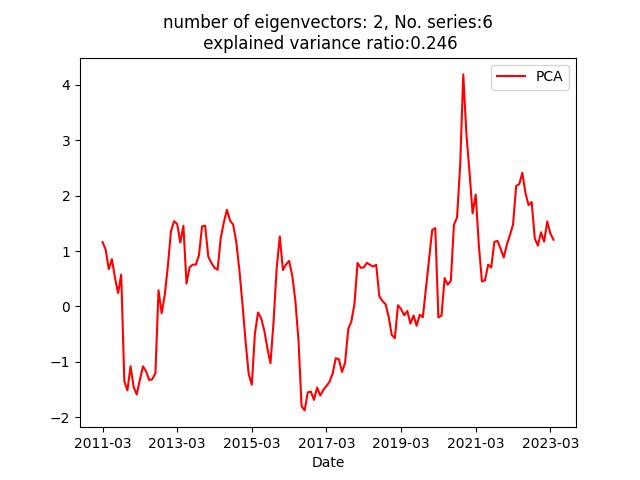 number of eigenvectors: 2, No. series:6
explained variance ratio:0.246
PCA
4
3
2
1
0
−1
−2
2011-03 2013-03 2015-03 2017-03 2019-03 2021-03 2023-03
Date